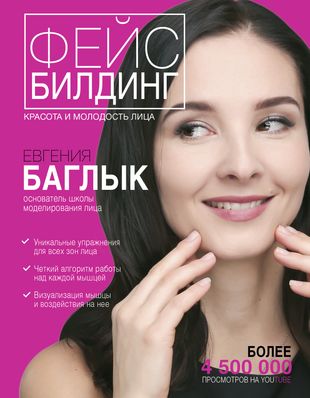 ФЕЙС
БИЛДИНГ
КРАСОТА И МОЛОДОСТЬ ЛИЦА
ЕВГЕНИЯ
БАГЛЫК
основатель школы
моделирования лица
Уникальные упражнения
для всех зон лица
Четкий алгоритм работы
над каждой мышцей
Визуализация мышцы
и воздействия на нее
БОЛЕЕ
4 500 000
ПРОСМОТРОВ НА YOUTUBE